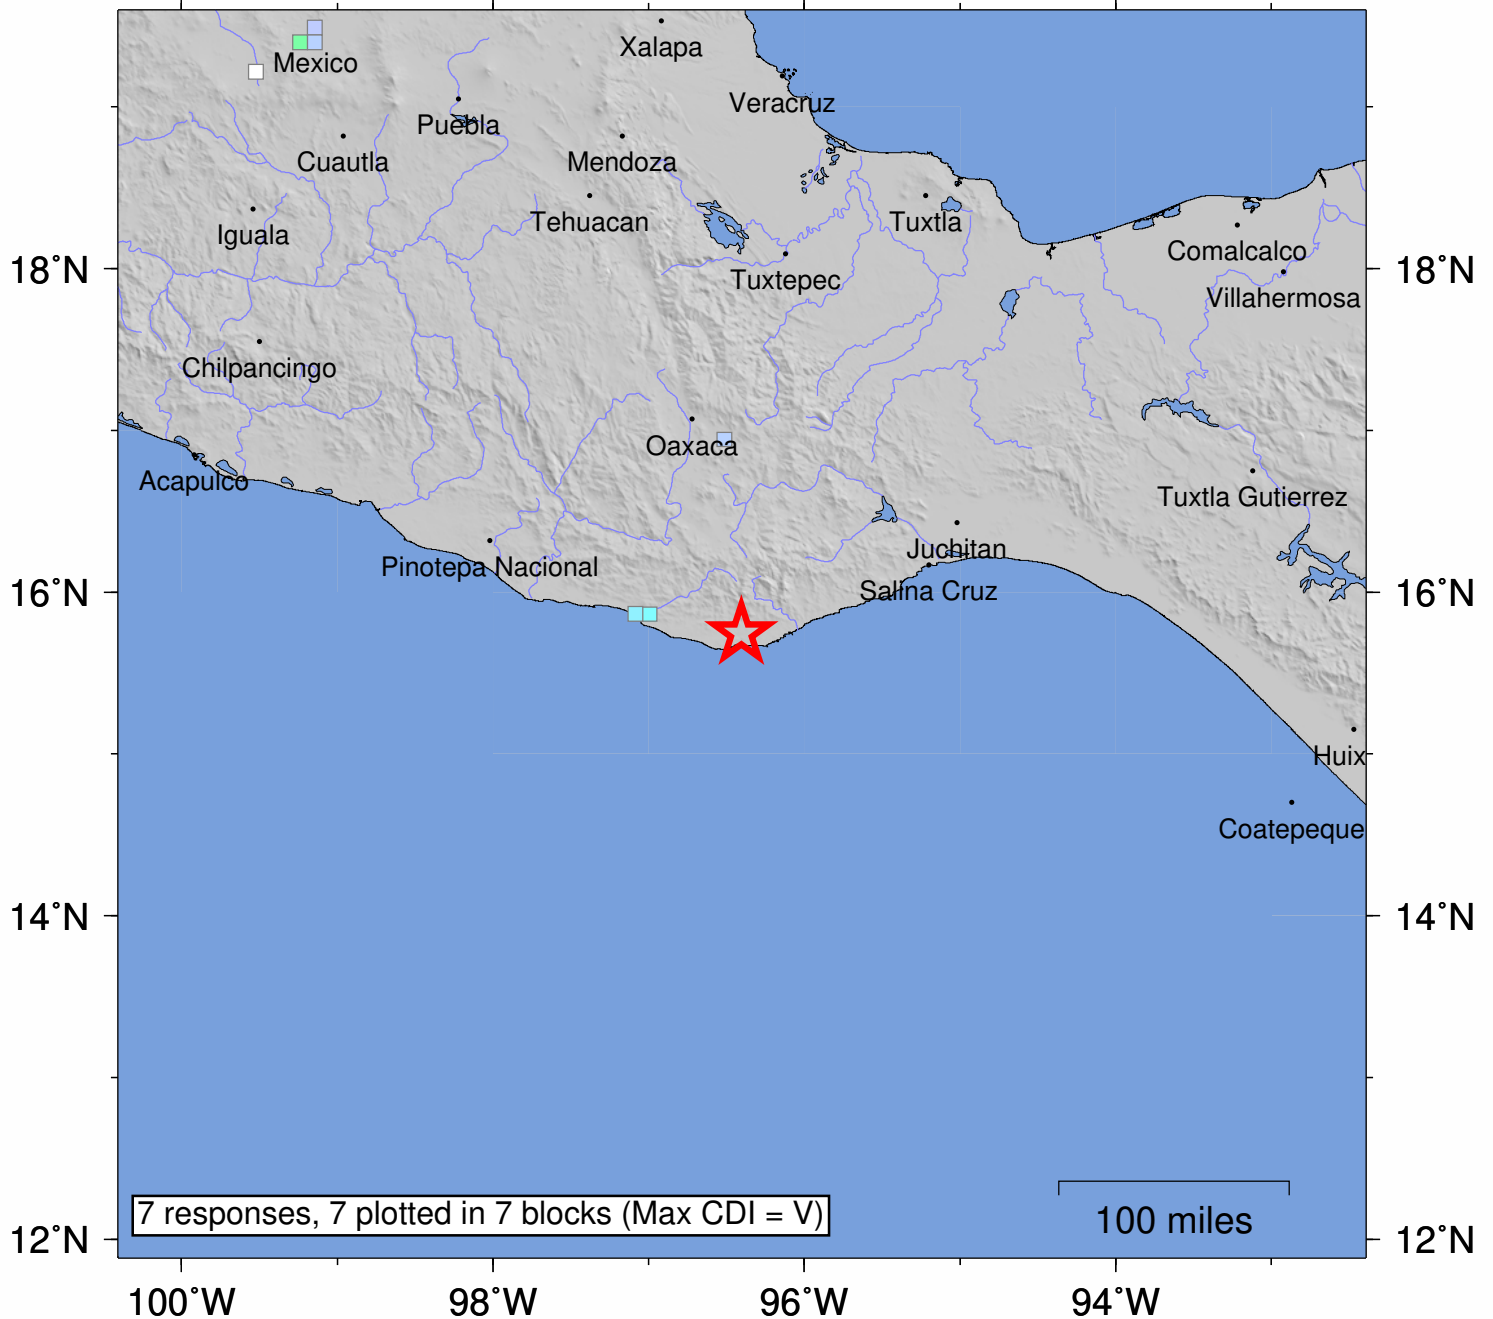 Xalapa
Mexico
Veracruz
Puebla
Cuautla
Mendoza
Tehuacan
Tuxtla
Iguala
Comalcalco
18°N
Tuxtepec
18°N
Villahermosa
Chilpancingo
Oaxaca
Acapulco
Tuxtla Gutierrez
Juchitan
Pinotepa Nacional
16°N
Salina Cruz
16°N
Huix
Coatepeque
14°N
14°N
7 responses, 7 plotted in 7 blocks (Max CDI = V)
100 miles
12°N
12°N
100°W
98°W
96°W
94°W